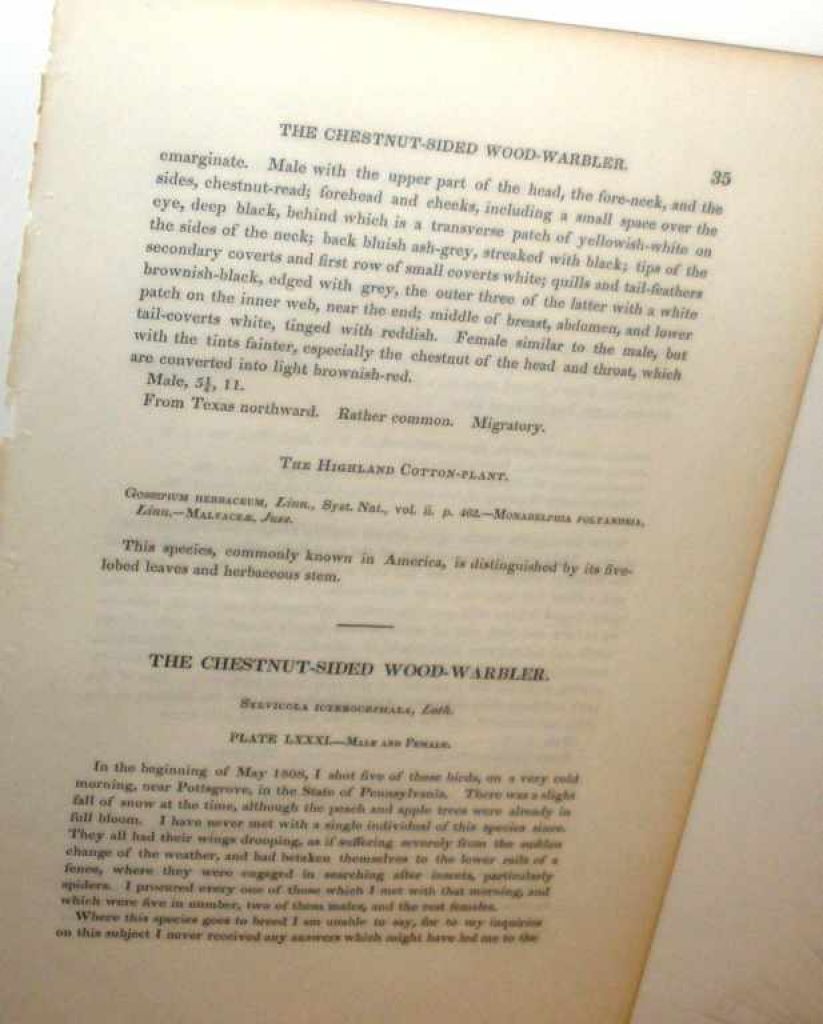 THE CHESTNUT-SIDED WOOD-WARBLER.
35
emarginate. Male with the upper part of the head, the fore-neck, and the
sides, chestnut-read; forehead and cheeks, including a small space over the
eye, deep black, behind which is a transverse patch of yellowish-white on
the sides of the neck; back bluish ash-grey, streaked with black; tips of the
secondary coverts and first row of small coverts white; quills and tail-feathers
brownish-black, edged with grey, the outer three of the latter with a white
patch on the inner web, near the end; middle of breast, abdomen, and lower
tail-coverts white, tinged with reddish. Female similar to the male, but
with the tints fainter, especially the chestnut of the head and throat, which
are converted into light brownish-red.
Male, 5¼, 11.
From Texas northward. Rather common. Migratory.
The Highland Cotton-plant.
Gossipium herbaceum, Linn., Syst. Nat., vol. ii. p. 462.—Monadelphia polyandria,
Linn.—Malvaceæ, Juss.
This species, commonly known in America, is distinguished by its five-
lobed leaves and herbaceous stem.
THE CHESTNUT-SIDED WOOD-WARBLER.
Sylvicola icterocephala, Lath.
PLATE LXXXI.—Male and Female.
In the beginning of May 1808, I shot five of these birds, on a very cold
morning, near Pottsgrove, in the State of Pennsylvania. There was a slight
fall of snow at the time, although the peach and apple trees were already in
full bloom. I have never met with a single individual of this species since.
They all had their wings drooping, as if suffering severely from the sudden
change of the weather, and had betaken themselves to the lower rails of a
fence, where they were engaged in searching after insects, particularly
spiders. I procured every one of those which I met with that morning, and
which were five in number, two of them males, and the rest females.
Where this species goes to breed I am unable to say, for to my inquiries
on this subject I never received any answers which might have led me to the